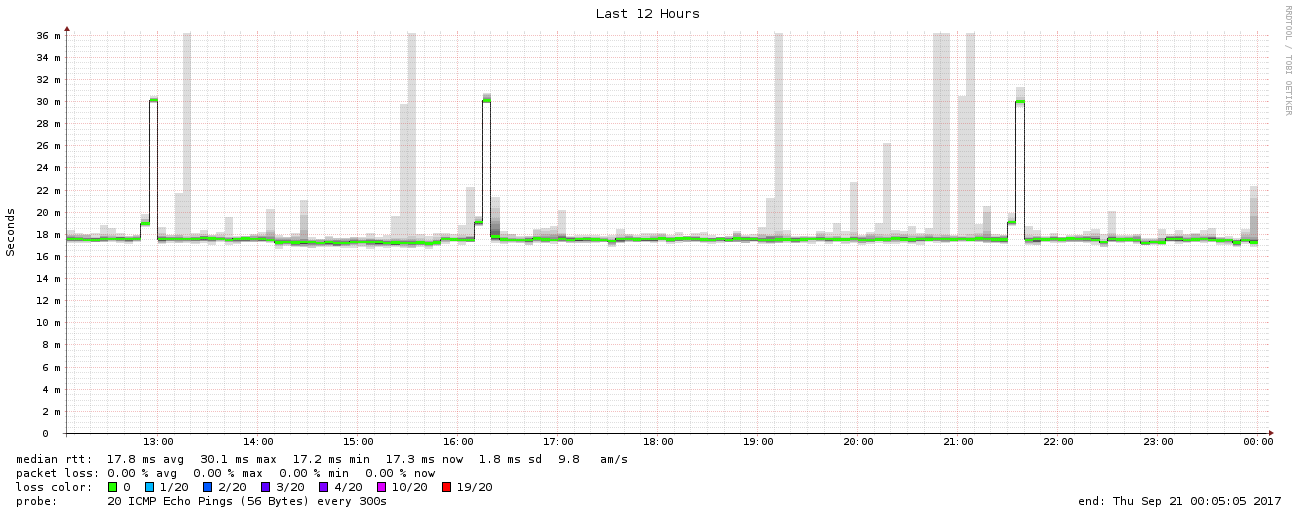 Last 12 Hours
RRDTOOL / TOBI OETIKER
Seconds
36 m
34 m
32 m
30 m
28 m
26 m
24 m
22 m
20 m
18 m
16 m
14 m
12 m
10 m
8 m
6 m
4 m
2 m
0
13:00 14:00 15:00 16:00 17:00 18:00 19:00 20:00 21:00 22:00 23:00 00:00
median rtt: 17.8 ms avg 30.1 ms max 17.2 ms min 17.3 ms now 1.8 ms sd 9.8 am/s
packet loss: 0.00 % avg 0.00 % max 0.00 % min 0.00 % now
loss color: 0 1/20 2/20 3/20 4/20 10/20 19/20
probe: 20 ICMP Echo Pings (56 Bytes) every 300s end: Thu Sep 21 00:05:05 2017